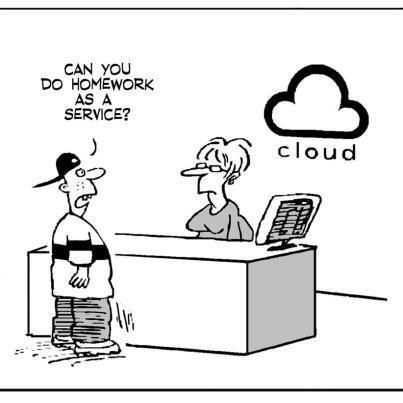 CAN YOU
DO HOMEWORK
AS A
SERVICE?
cloud